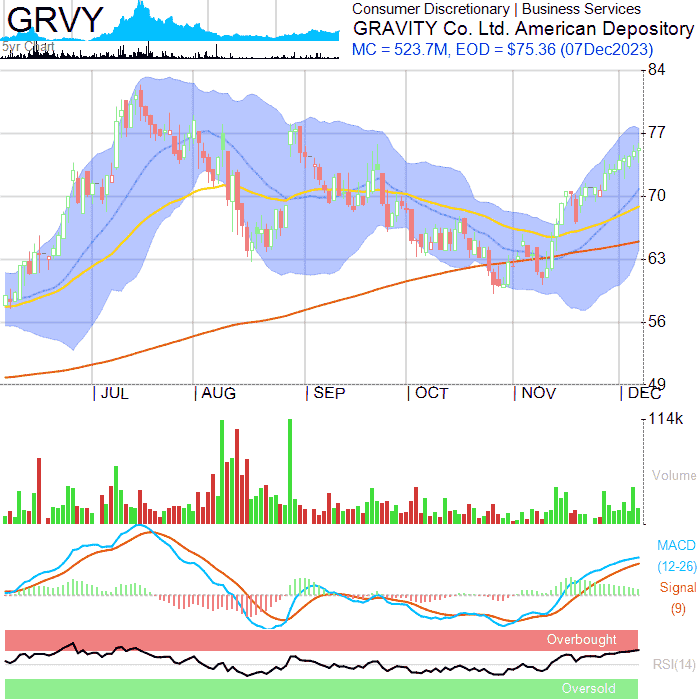 GRVY
5yr Chart
Consumer Discretionary | Business Services
GRAVITY Co. Ltd. American Depository
MC = 523.7M, EOD = $75.36 (07Dec2023)
84
77
70
63
56
49
JUL AUG SEP OCT NOV DEC
114k
Volume
MACD
(12-26)
Signal
(9)
Overbought
RSI(14)
Oversold